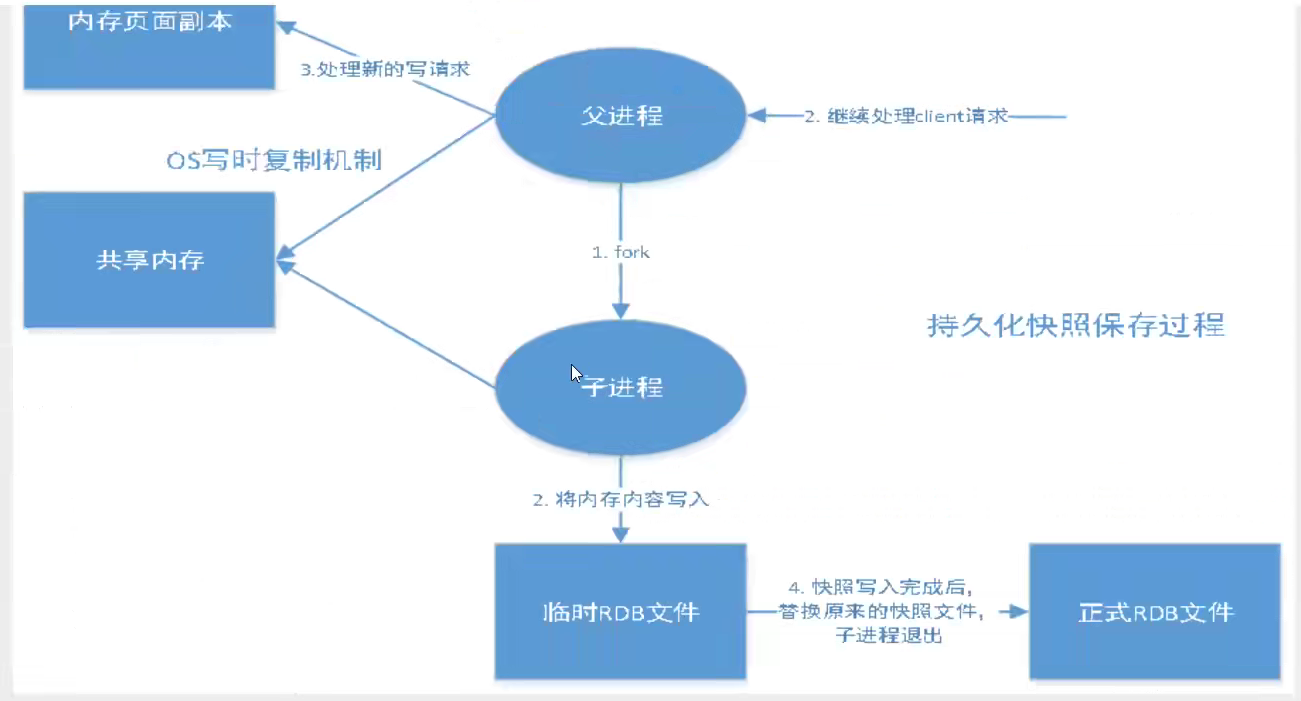 内存页面副本
3.处理新的写请求
父进程
2. 继续处理client请求
OS写时复制机制
共享内存
1. fork
持久化快照保存过程
子进程
2. 将内存内容写入
临时RDB文件
4. 快照写入完成后，
替换原来的快照文件，
子进程退出
正式RDB文件